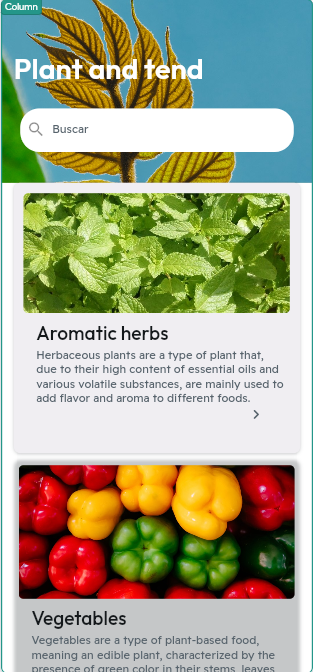 Column
Plant and tend
Buscar
Aromatic herbs
Herbaceous plants are a type of plant that,
due to their high content of essential oils and
various volatile substances, are mainly used to
add flavor and aroma to different foods.
Vegetables
Vegetables are a type of plant-based food,
meaning an edible plant, characterized by the
presence of green color in their stems, leaves